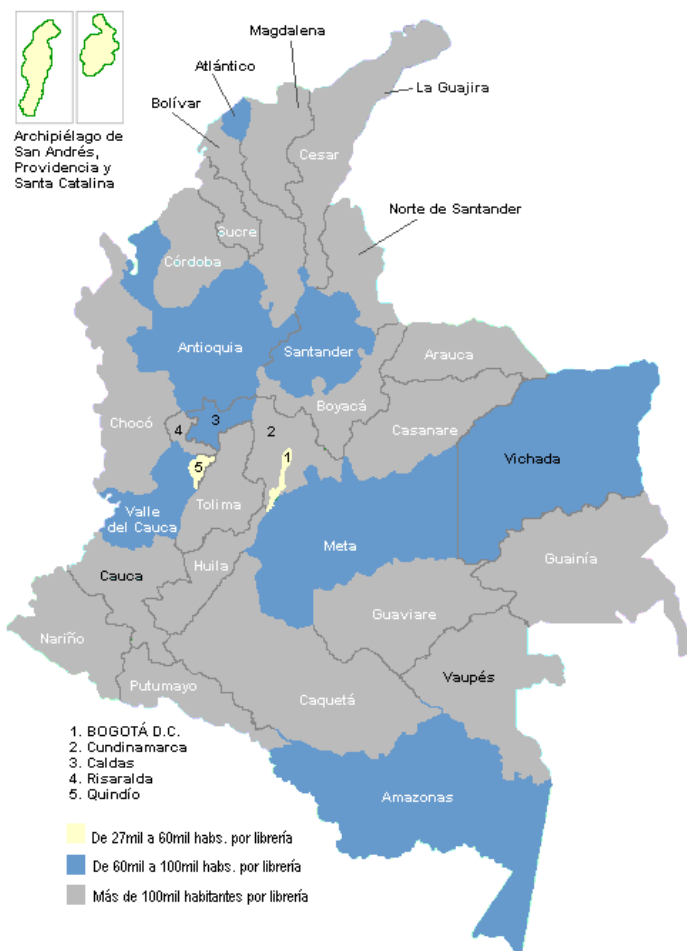 Magdalena
Atlántico
La Guajira
Bolívar
Archipiélago de
San Andrés,
Providencia y
Santa Catalina
Cesar
Norte de Santander
Sucre
Córdoba
Antioquia
Santander
Arauca
Boyacá
Chocó
4
3
2
Casanare
1
5
Vichada
Tolima
Valle
del Cauca
Meta
Guainía
Huila
Cauca
Guaviare
Nariño
Vaupés
Putumayo
Caquetá
1. BOGOTÁ D.C.
2. Cundinamarca
3. Caldas
4. Risaralda
5. Quindío
Amazonas
De 27mil a 60mil habs. por librería
De 60mil a 100mil habs. por librería
Más de 100mil habitantes por librería